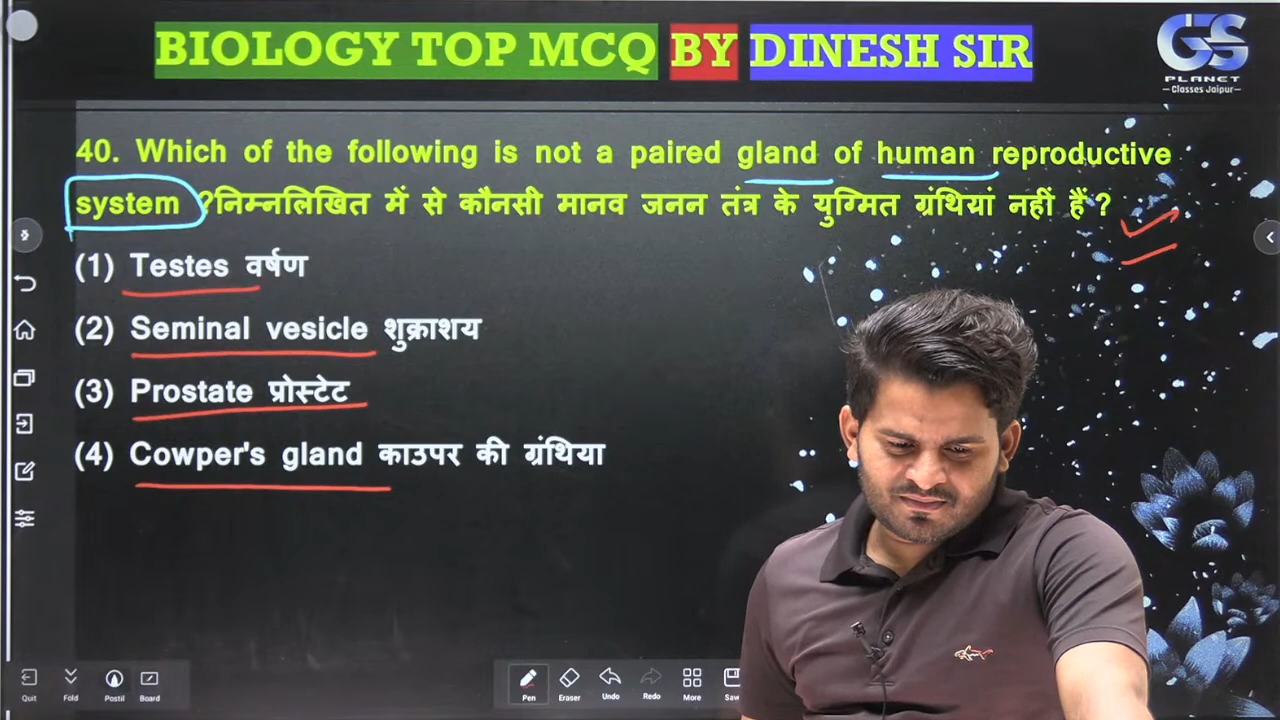 BIOLOGY TOP MCQ BY DINESH SIR
GS
PLANET
Classes Jaipur
40. Which of the following is not a paired gland of human reproductive
system ?निम्नलिखित में से कौनसी मानव जनन तंत्र के युग्मित ग्रंथियां नहीं हैं ?
(1) Testes वर्षण
(2) Seminal vesicle शुक्राशय
(3) Prostate प्रोस्टेट
(4) Cowper's gland काउपर की ग्रंथिया
Quit Fold Postil Board Pen Eraser Undo Redo More Save